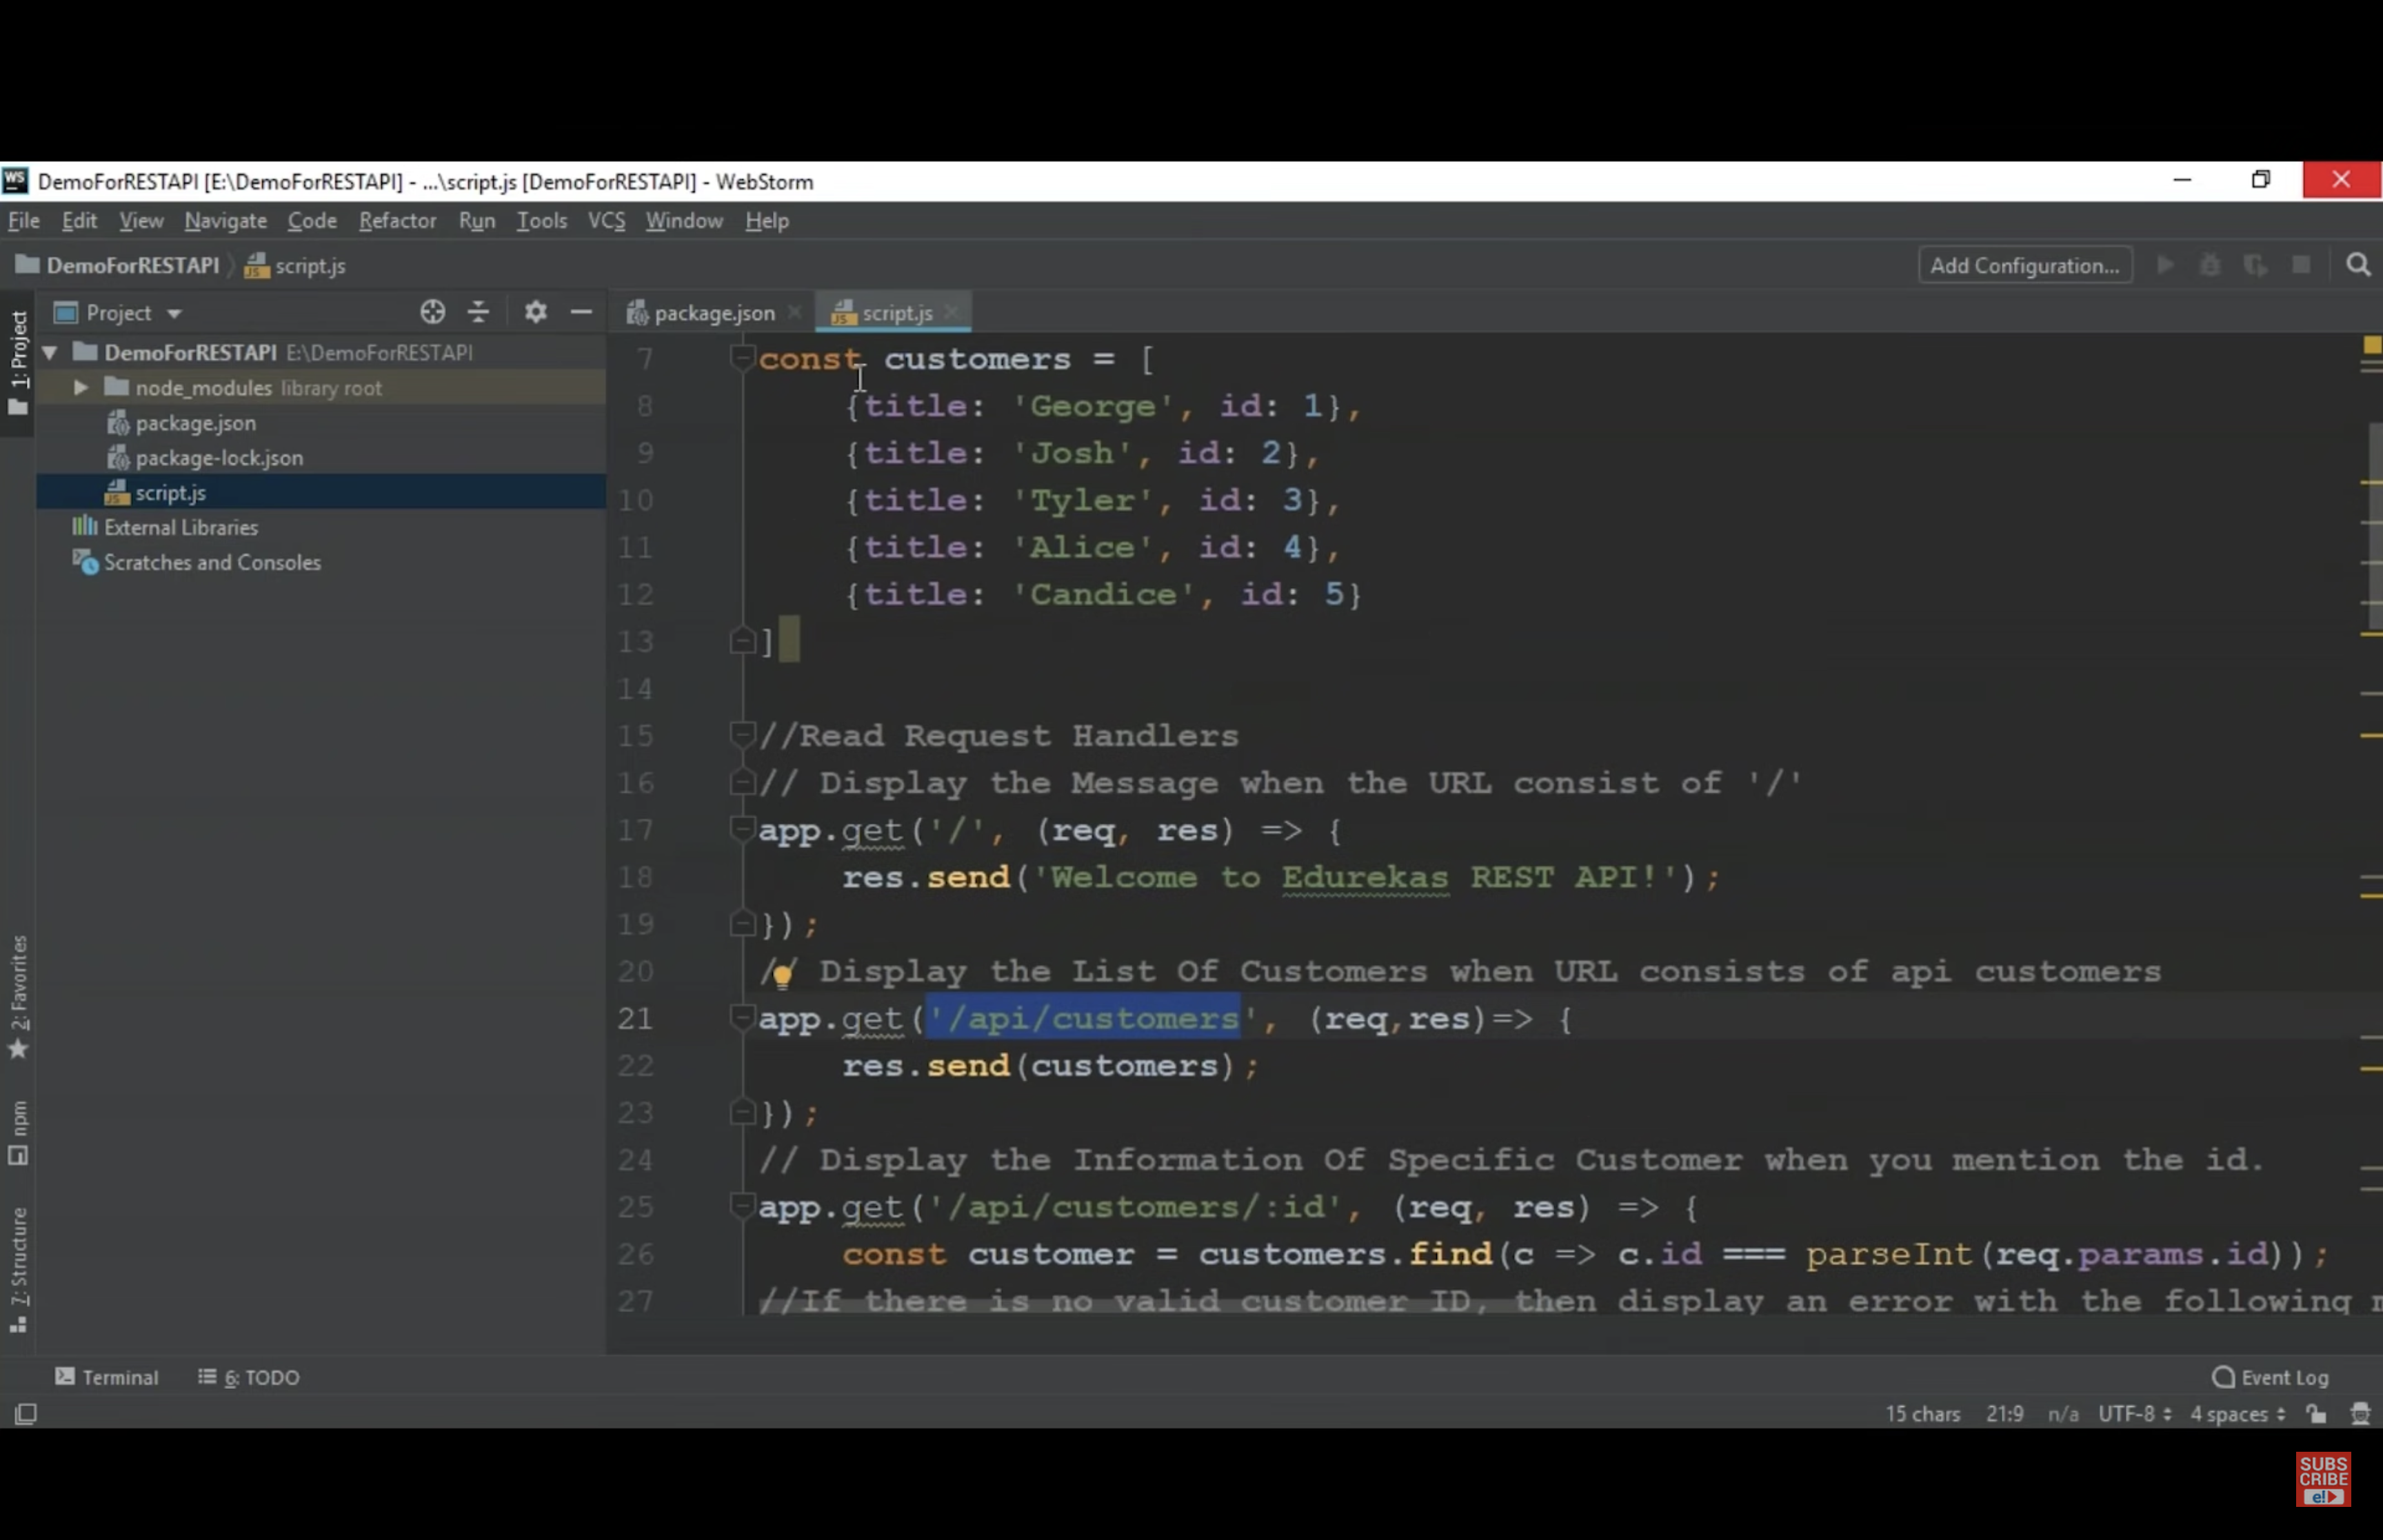 WS DemoForRESTAPI [E:\DemoForRESTAPI] - ...\script.js [DemoForRESTAPI] - WebStorm
File Edit View Navigate Code Refactor Run Tools VCS Window Help
DemoForRESTAPI script.js Add Configuration...
1: Project
Project
package.json script.js
DemoForRESTAPI E:\DemoForRESTAPI
node_modules library root
package.json
package-lock.json
script.js
External Libraries
Scratches and Consoles
2: Favorites
npm
7: Structure
7 const customers = [
8 {title: 'George', id: 1},
9 {title: 'Josh', id: 2},
10 {title: 'Tyler', id: 3},
11 {title: 'Alice', id: 4},
12 {title: 'Candice', id: 5}
13 ]
14
15 //Read Request Handlers
16 // Display the Message when the URL consist of '/'
17 app.get('/', (req, res) => {
18 res.send('Welcome to Edurekas REST API!');
19 });
20 // Display the List Of Customers when URL consists of api customers
21 app.get('/api/customers', (req,res)=> {
22 res.send(customers);
23 });
24 // Display the Information Of Specific Customer when you mention the id.
25 app.get('/api/customers/:id', (req, res) => {
26 const customer = customers.find(c => c.id === parseInt(req.params.id));
27 //If there is no valid customer ID, then display an error with the following
Terminal 6: TODO Event Log
15 chars 21:9 n/a UTF-8 4 spaces
SUBS
CRIBE
e!